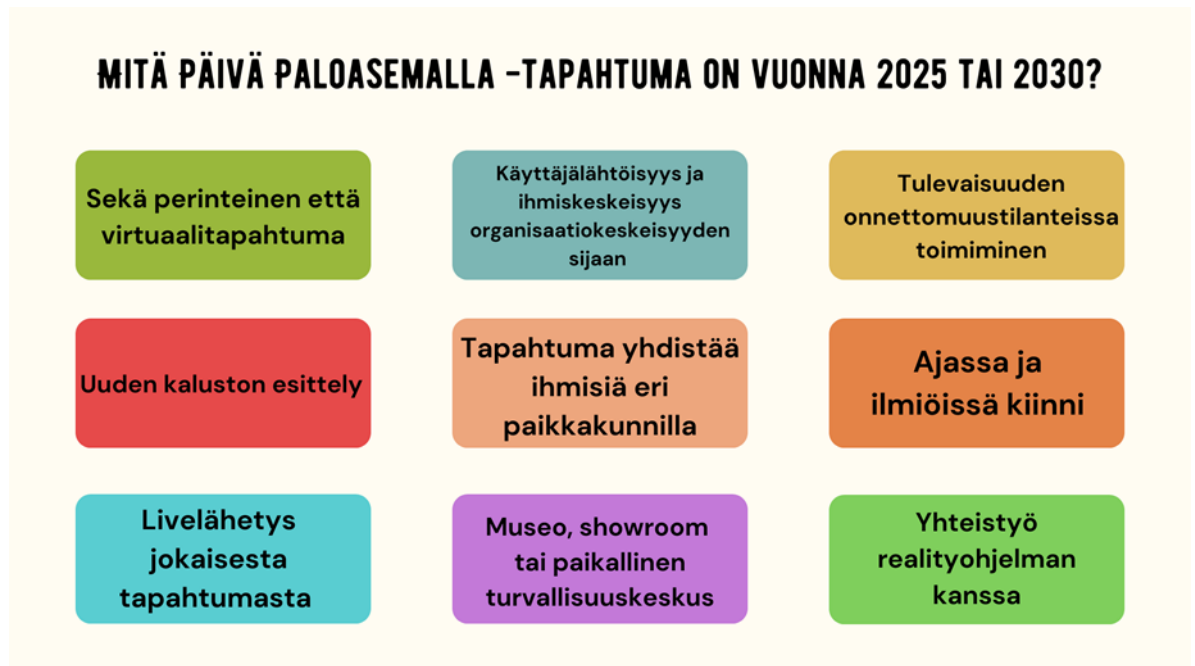 Mitä Päivä Paloasemalla -tapahtuma on vuonna 2025 tai 2030?
Sekä perinteinen että
virtuaalitapahtuma
Käyttäjälähtöisyys ja
ihmiskeskeisyys
organisaatiokeskeisyyden
sijaan
Tulevaisuuden
onnettomuustilanteissa
toimiminen
Uuden kaluston esittely
Tapahtuma yhdistää
ihmisiä eri
paikkakunnilla
Ajassa ja
ilmiöissä kiinni
Livelähetys
jokaisesta
tapahtumasta
Museo, showroom
tai paikallinen
turvallisuuskeskus
Yhteistyö
realityohjelman
kanssa